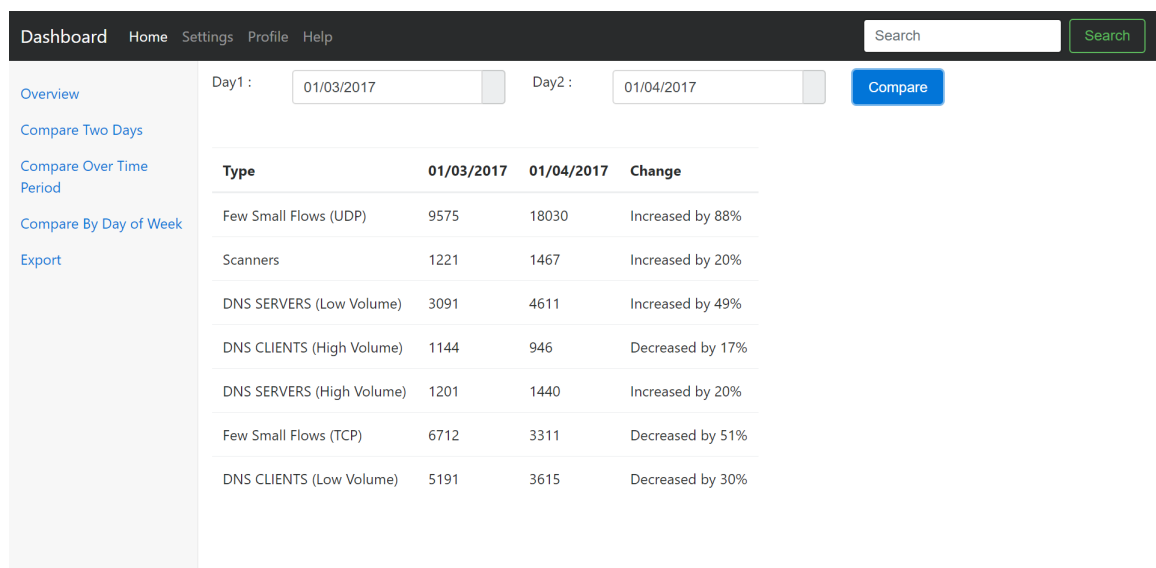 Dashboard Home Settings Profile Help Search Search
Overview
Compare Two Days
Compare Over Time
Period
Compare By Day of Week
Export
Day1 : 01/03/2017 Day2 : 01/04/2017 Compare
Type 01/03/2017 01/04/2017 Change
Few Small Flows (UDP) 9575 18030 Increased by 88%
Scanners 1221 1467 Increased by 20%
DNS SERVERS (Low Volume) 3091 4611 Increased by 49%
DNS CLIENTS (High Volume) 1144 946 Decreased by 17%
DNS SERVERS (High Volume) 1201 1440 Increased by 20%
Few Small Flows (TCP) 6712 3311 Decreased by 51%
DNS CLIENTS (Low Volume) 5191 3615 Decreased by 30%